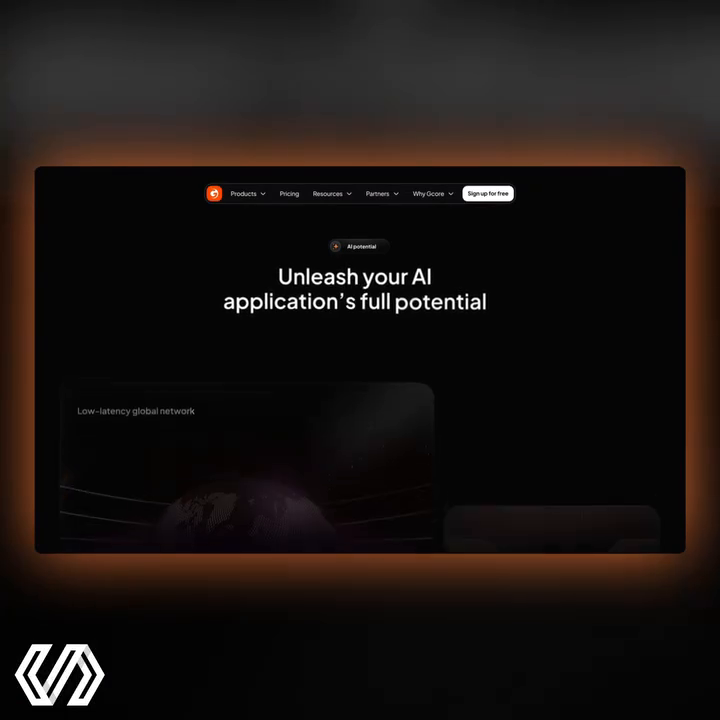 Products Pricing Resources Partners Why Gcore Sign up for free
AI potential
Unleash your AI
application's full potential
Low-latency global network